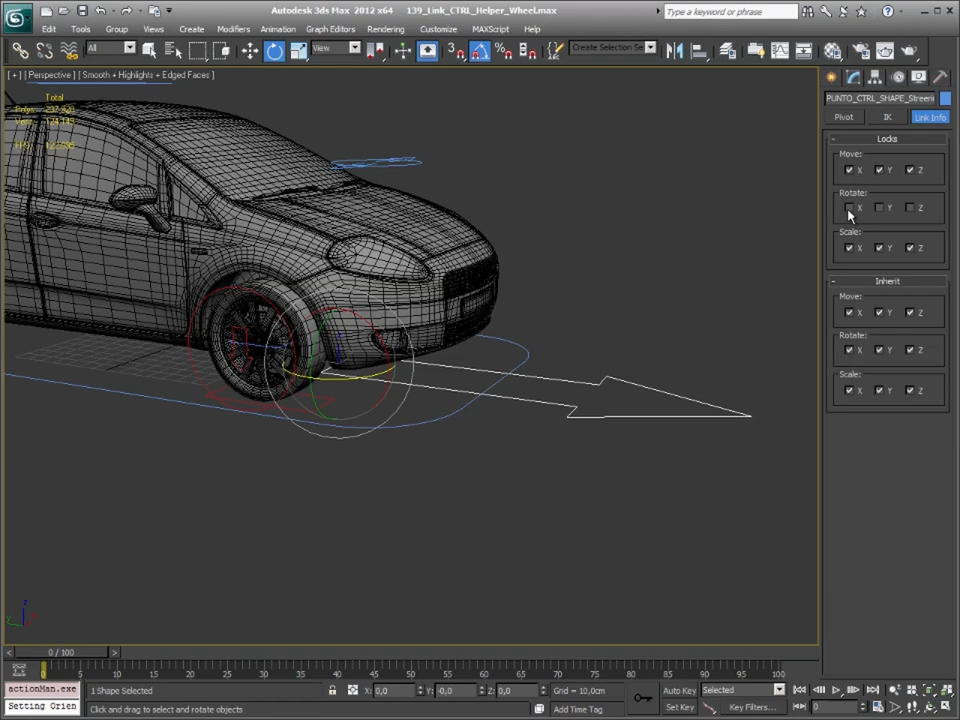 Autodesk 3ds Max 2012 x64    139_Link_CTRL_Helper_Wheel.max
Type a keyword or phrase
Edit Tools Group Views Create Modifiers Animation Graph Editors Rendering Customize MAXScript Help
All View Create Selection Se
[ + ] [ Perspective ] [ Smooth + Highlights + Edged Faces ]
Total
PUNTO_CTRL_SHAPE_Streerin
Pivot IK Link Info
- Locks
Move:
X Y Z
Rotate:
X Y Z
Scale:
X Y Z
- Inherit
Move:
X Y Z
Rotate:
X Y Z
Scale:
X Y Z
z
< 0 / 100 >
0 5 10 15 20 25 30 35 40 45 50 55 60 65 70 75 80 85 90 95 100
actionMan.exe 1 Shape Selected X: 0,0 Y: -0,0 Z: 0,0 Grid = 10,0cm Auto Key Selected
Setting Orien Click and drag to select and rotate objects Add Time Tag Set Key Key Filters... 0